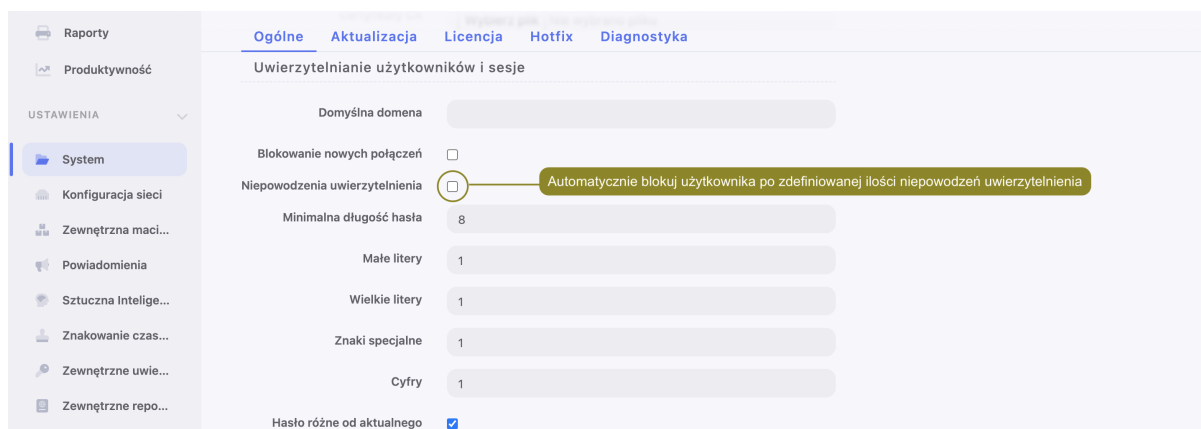 Raporty
Produktywność
USTAWIENIA
System
Konfiguracja sieci
Zewnętrzna maci...
Powiadomienia
Sztuczna Intelige...
Znakowanie czas...
Zewnętrzne uwie...
Zewnętrzne repo...
Wybierz plik
Ogólne Aktualizacja Licencja Hotfix Diagnostyka
Uwierzytelnianie użytkowników i sesje
Domyślna domena
Blokowanie nowych połączeń
Niepowodzenia uwierzytelnienia
Automatycznie blokuj użytkownika po zdefiniowanej ilości niepowodzeń uwierzytelnienia
Minimalna długość hasła 8
Małe litery 1
Wielkie litery 1
Znaki specjalne 1
Cyfry 1
Hasło różne od aktualnego